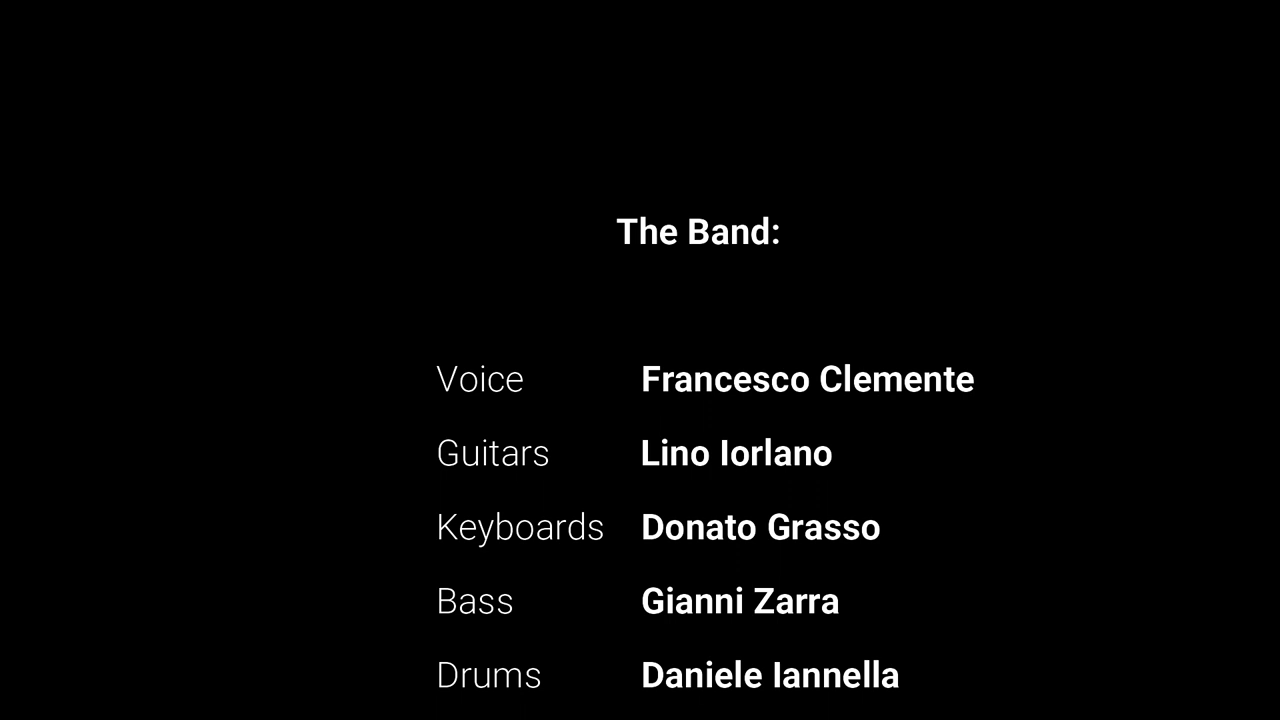 The Band:
Voice Francesco Clemente
Guitars Lino Iorlano
Keyboards Donato Grasso
Bass Gianni Zarra
Drums Daniele Iannella